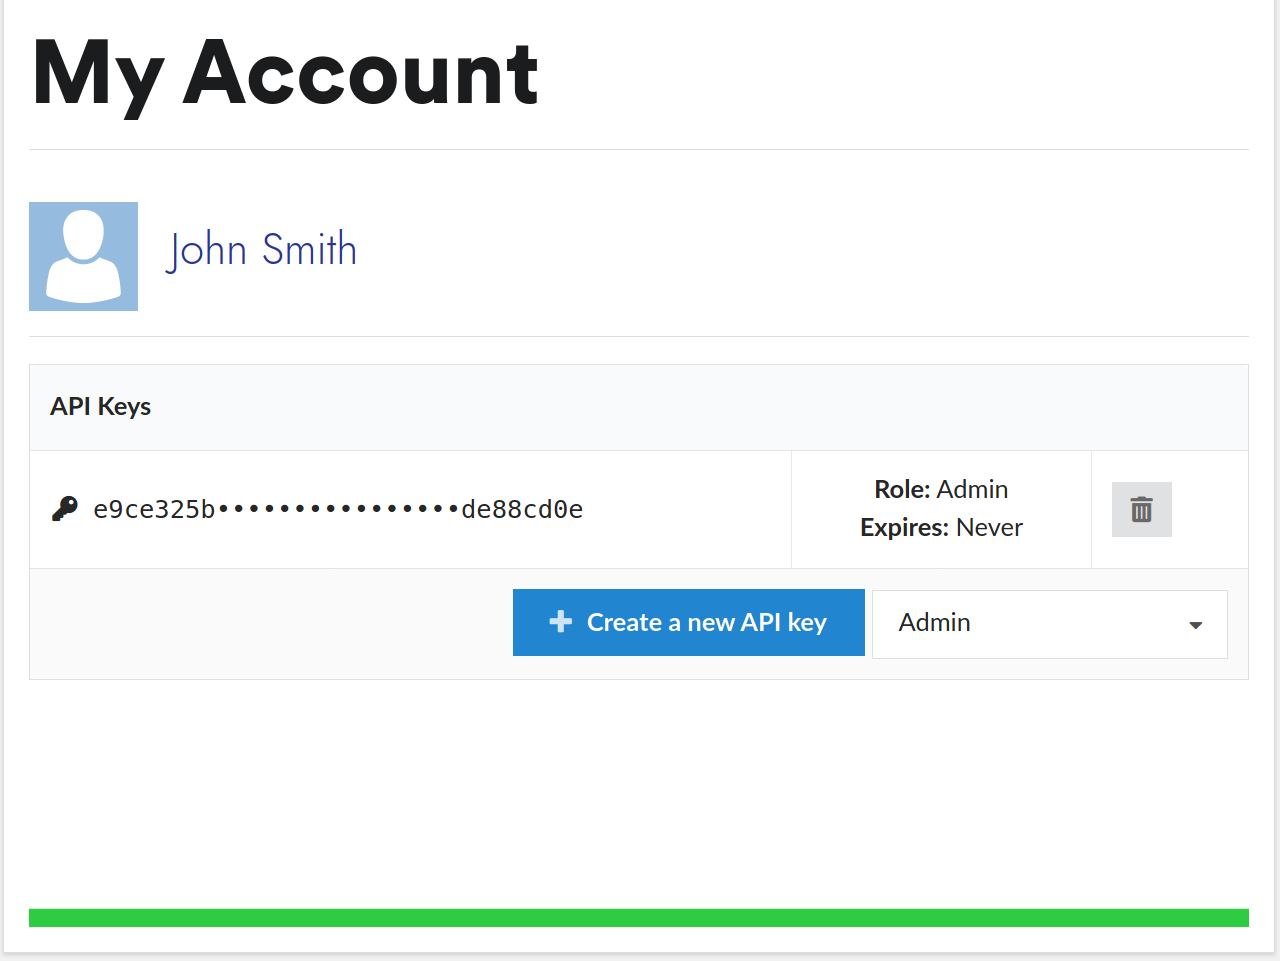 My Account
John Smith
API Keys
e9ce325b••••••••••••••••de88cd0e
Role: Admin
Expires: Never
Create a new API key
Admin